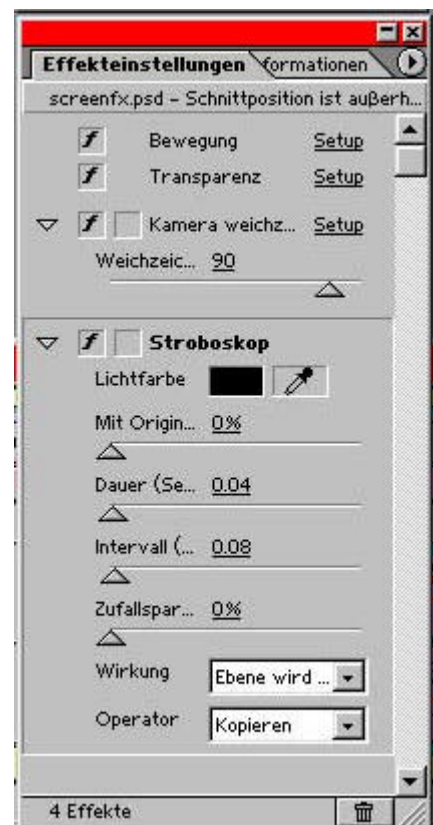 Effekteinstellungen formationen
screenfx.psd - Schnittposition ist außerh...
f Bewegung Setup
f Transparenz Setup
f Kamera weichz... Setup
Weichzeic... 90
f Stroboskop
Lichtfarbe
Mit Origin... 0%
Dauer (Se... 0.04
Intervall (... 0.08
Zufallspar... 0%
Wirkung Ebene wird ...
Operator Kopieren
4 Effekte